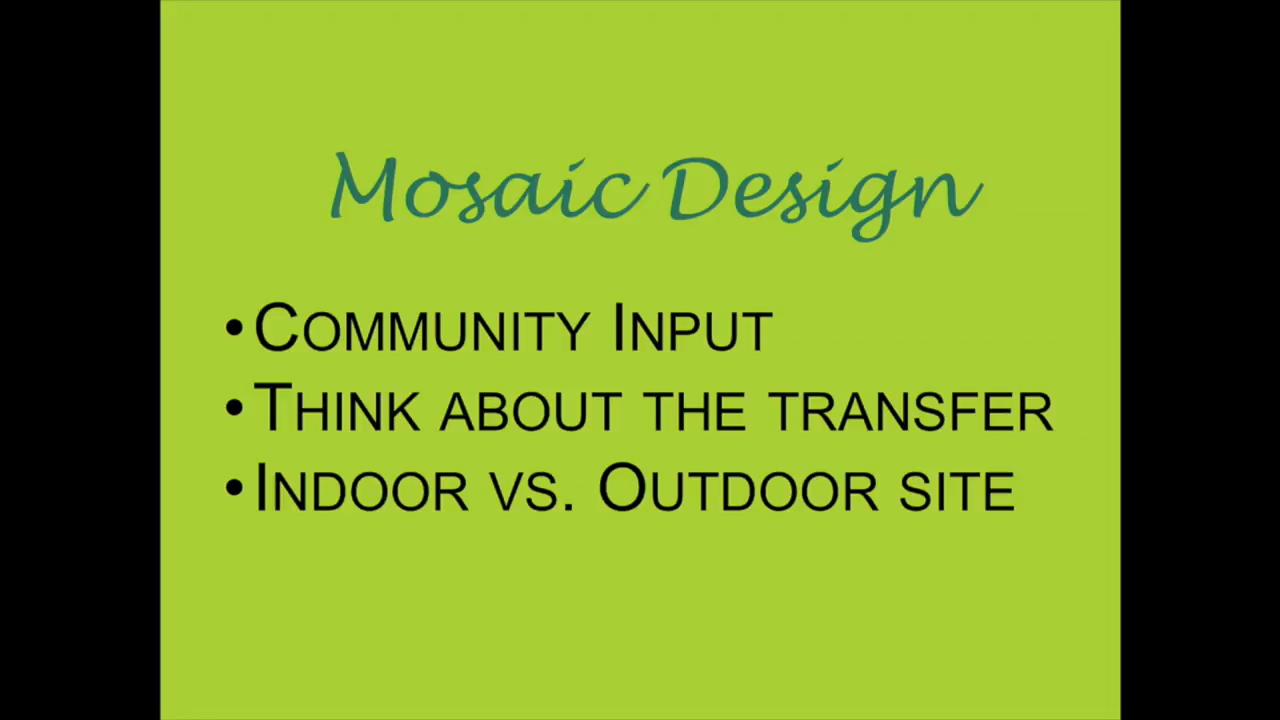 Mosaic Design
•Community Input
•Think about the transfer
•Indoor vs. Outdoor site